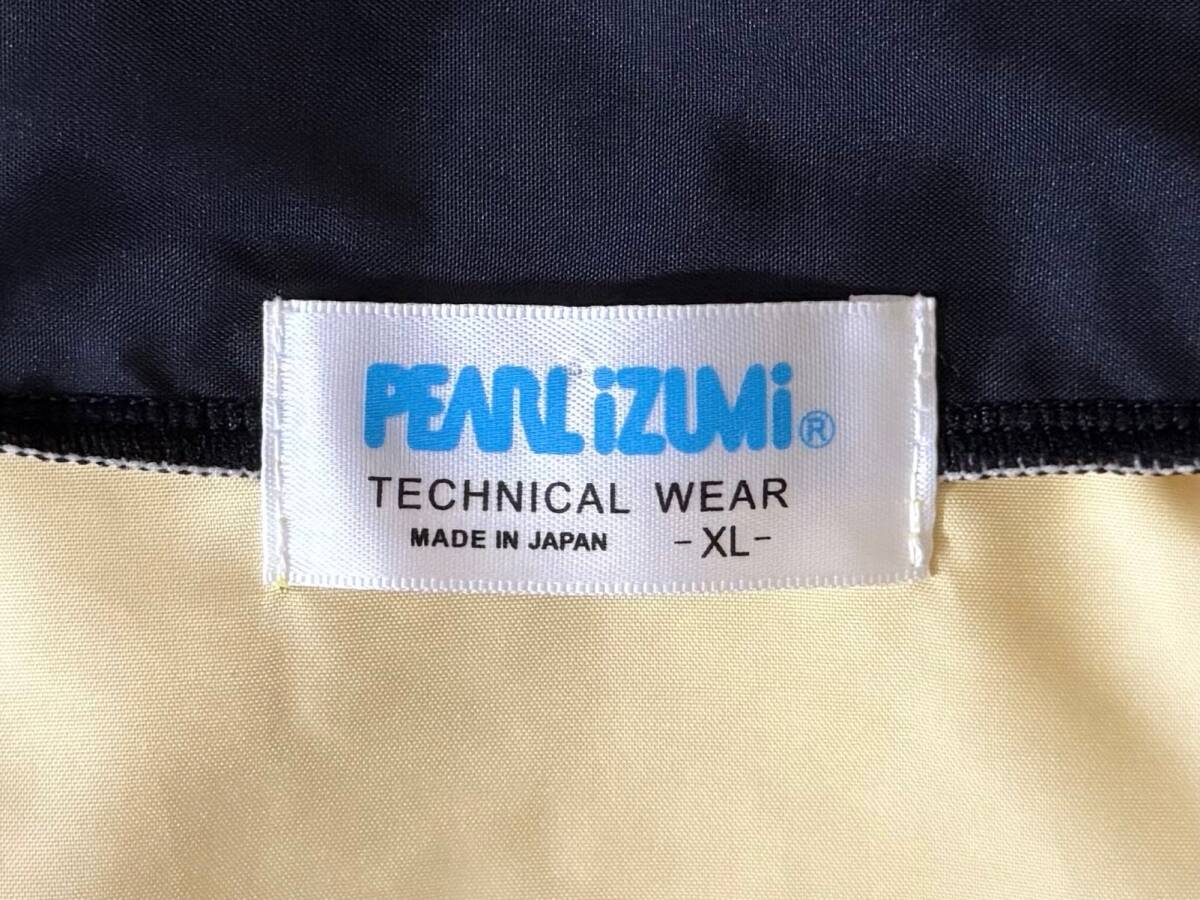 PEARL iZUMi®
TECHNICAL WEAR
MADE IN JAPAN -XL-